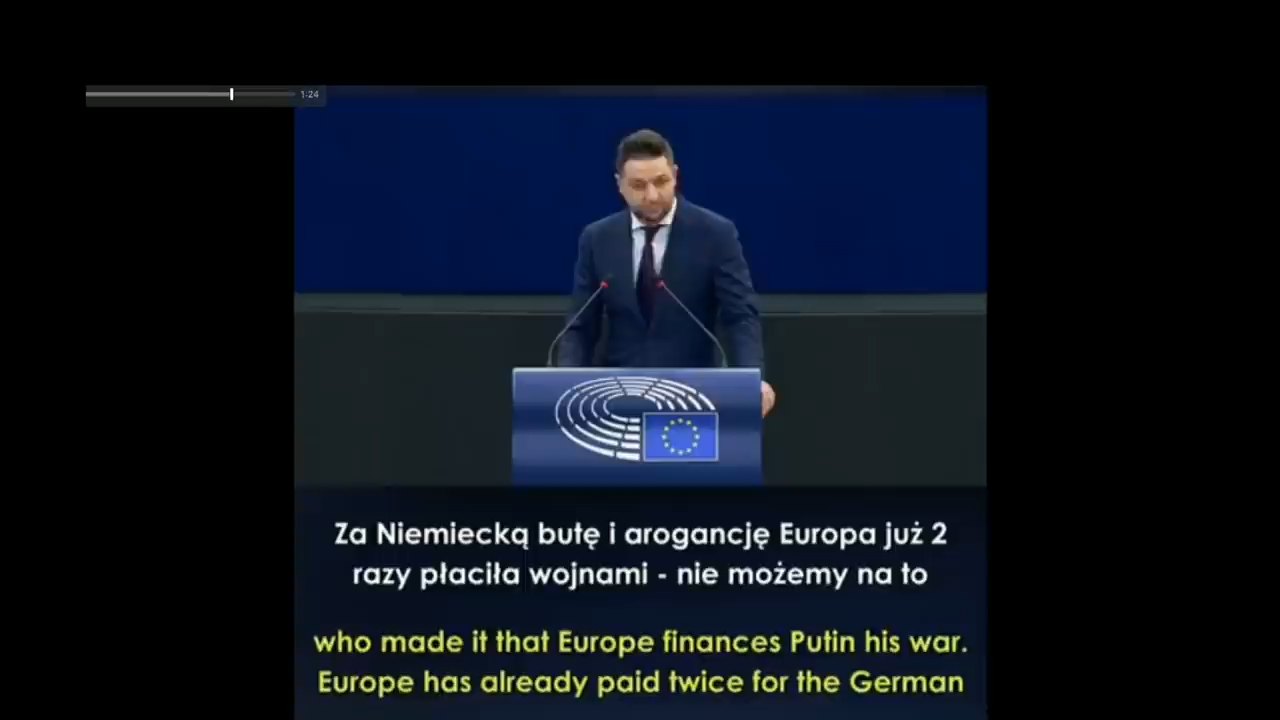 1:24
Za Niemiecką butę i arogancję Europa już 2
razy płaciła wojnami - nie możemy na to
who made it that Europe finances Putin his war.
Europe has already paid twice for the German